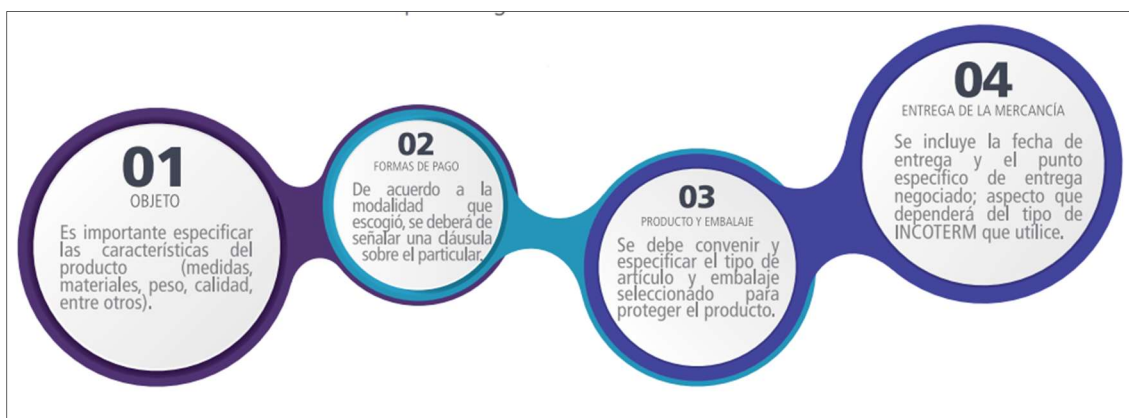 01
OBJETO
Es importante especificar
las características del
producto (medidas,
materiales, peso, calidad,
entre otros).
02
FORMAS DE PAGO
De acuerdo a la
modalidad que
escogió, se deberá de
señalar una cláusula
sobre el particular.
03
PRODUCTO Y EMBALAJE
Se debe convenir y
especificar el tipo de
artículo y embalaje
seleccionado para
proteger el producto.
04
ENTREGA DE LA MERCANCÍA
Se incluye la fecha de
entrega y el punto
específico de entrega
negociado; aspecto que
dependerá del tipo de
INCOTERM que utilice.